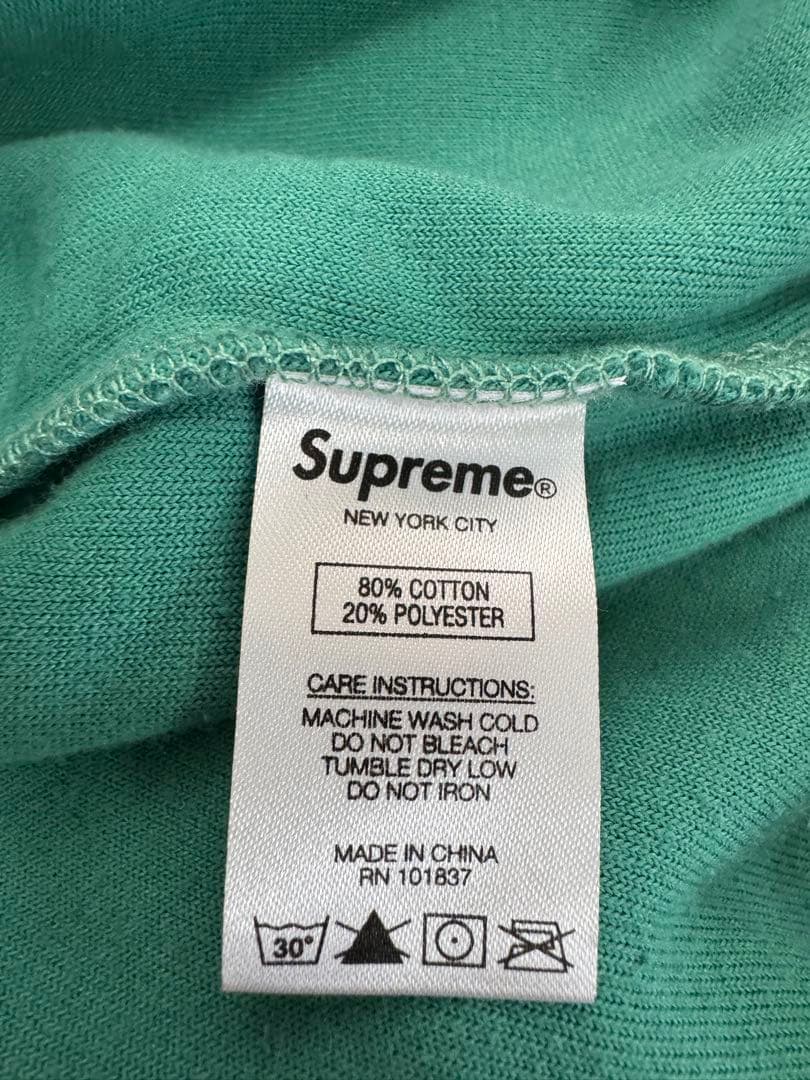 Supreme®
NEW YORK CITY
80% COTTON
20% POLYESTER
CARE INSTRUCTIONS:
MACHINE WASH COLD
DO NOT BLEACH
TUMBLE DRY LOW
DO NOT IRON
MADE IN CHINA
RN 101837
30°